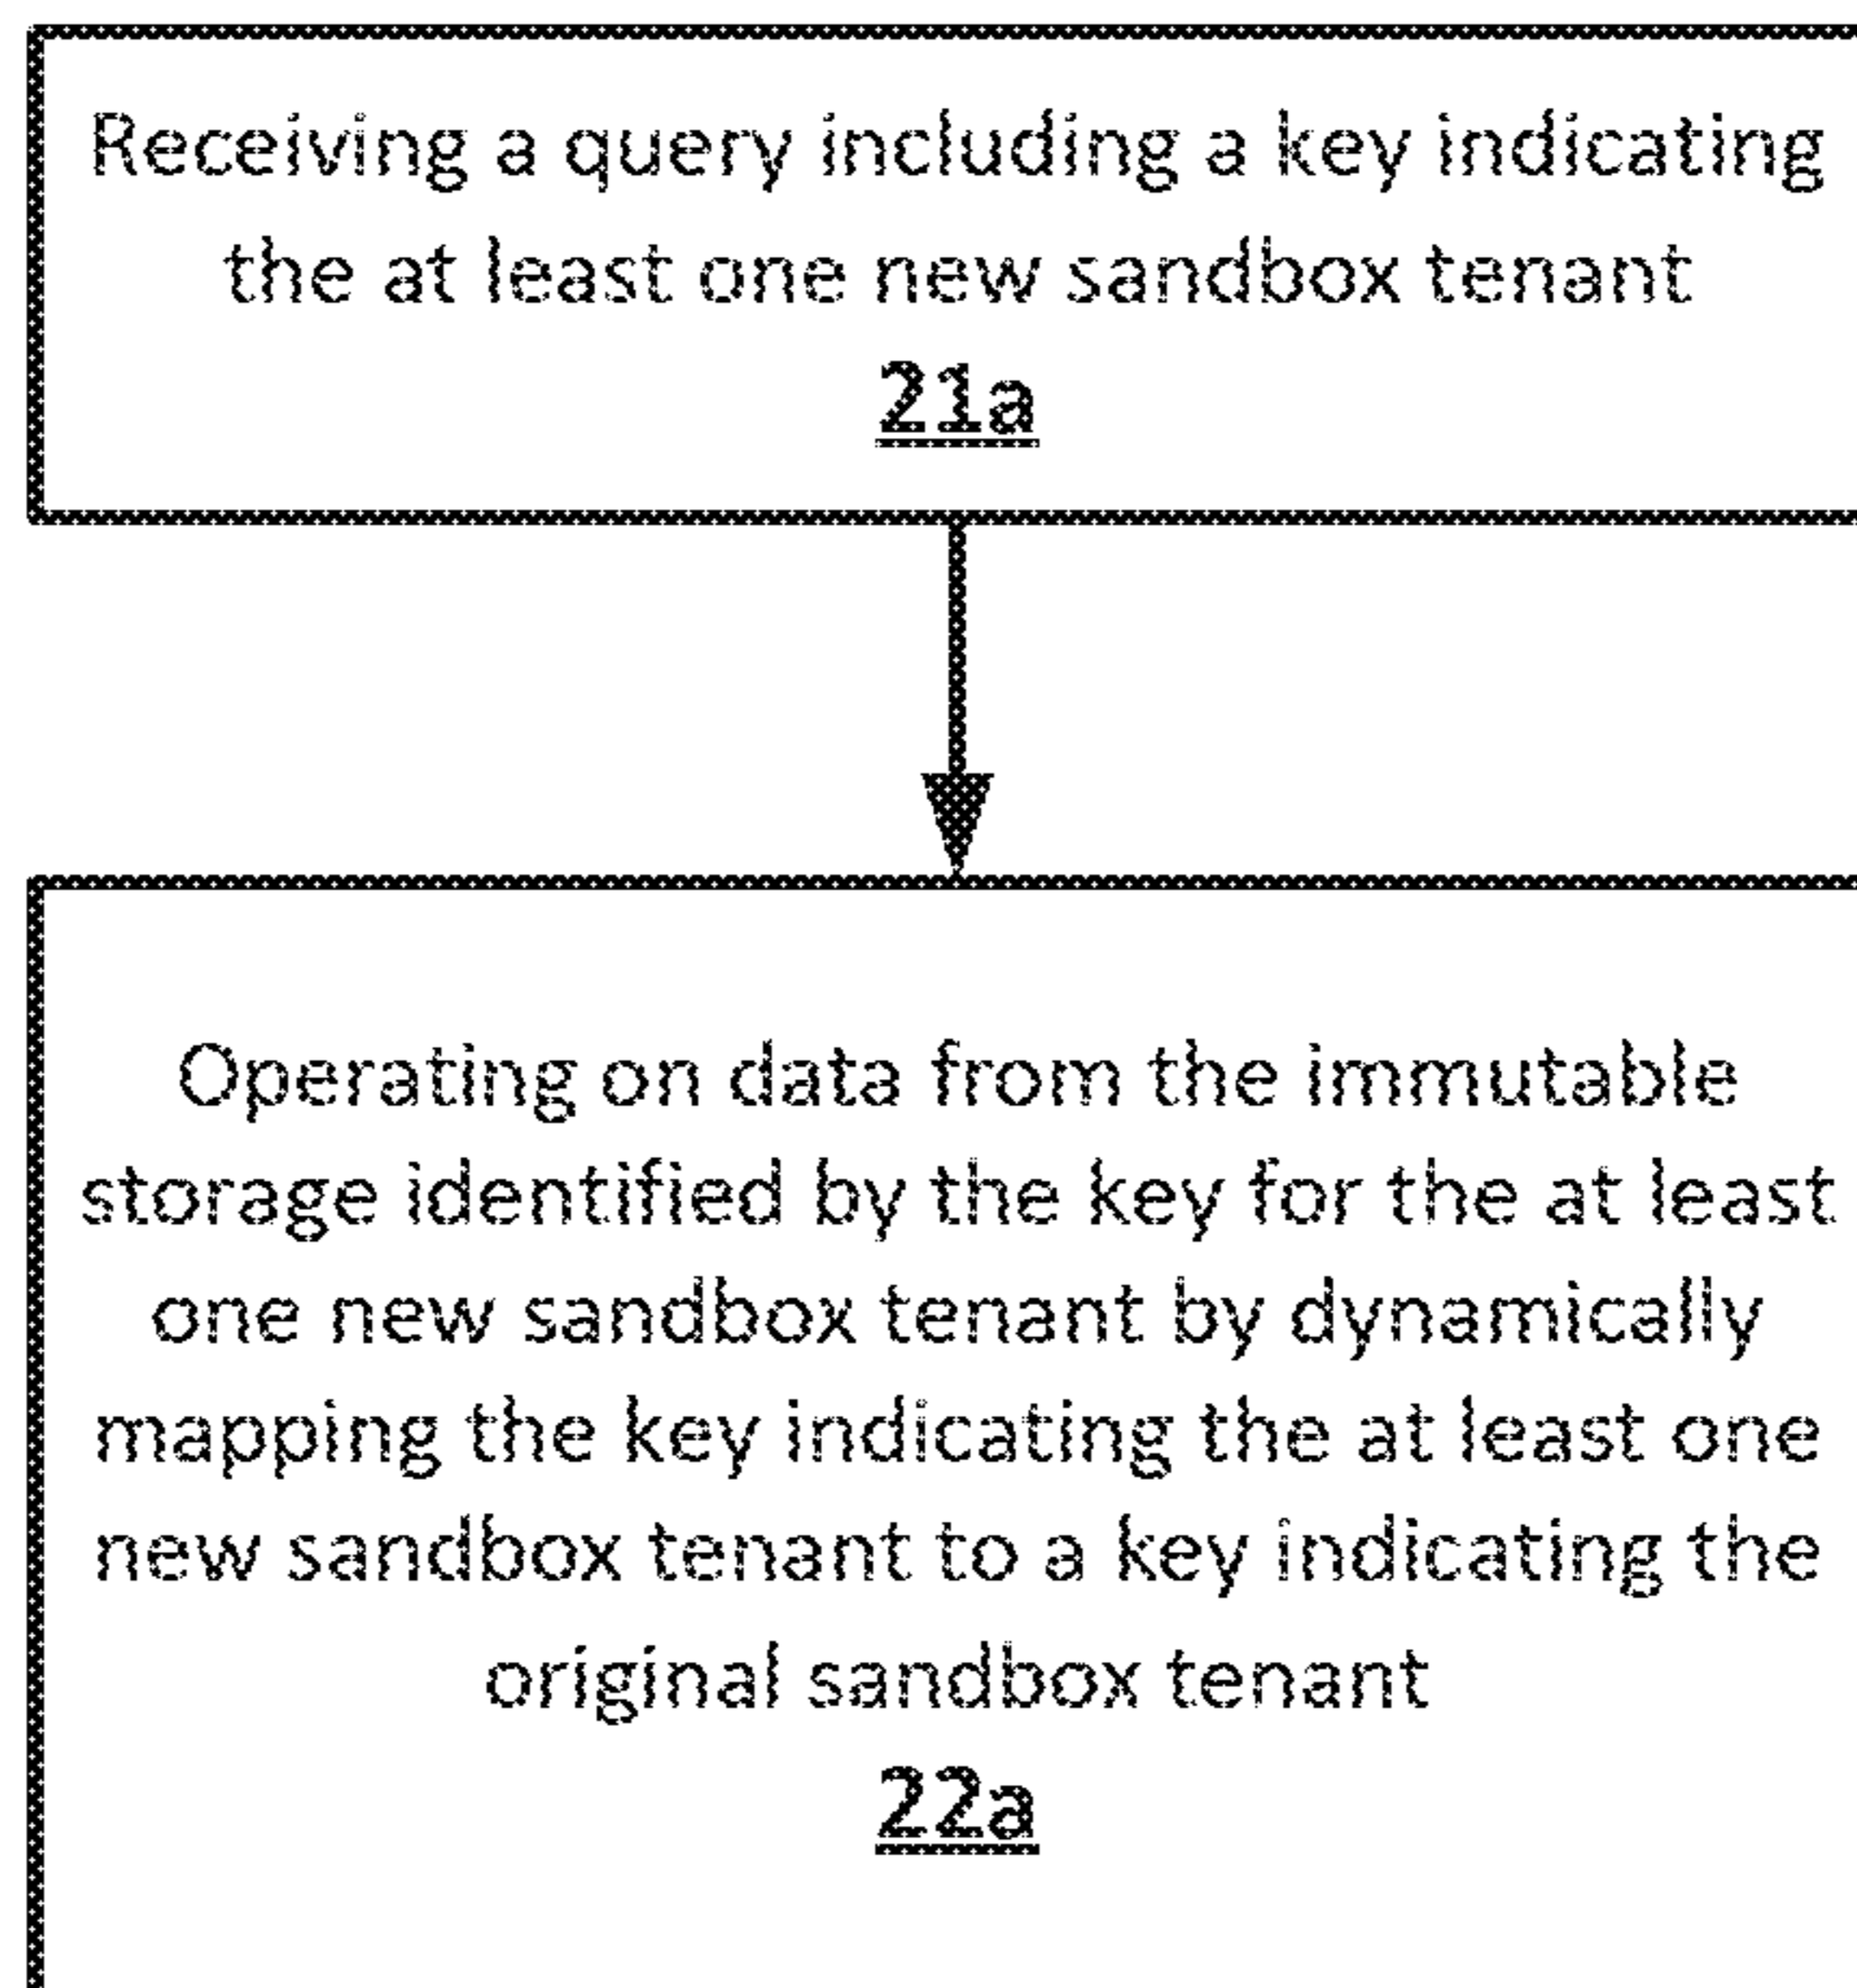 Receiving a query including a key indicating
the at least one new sandbox tenant
21a
Operating on data from the immutable
storage identified by the key for the at least
one new sandbox tenant by dynamically
mapping the key indicating the at least one
new sandbox tenant to a key indicating the
original sandbox tenant
22a